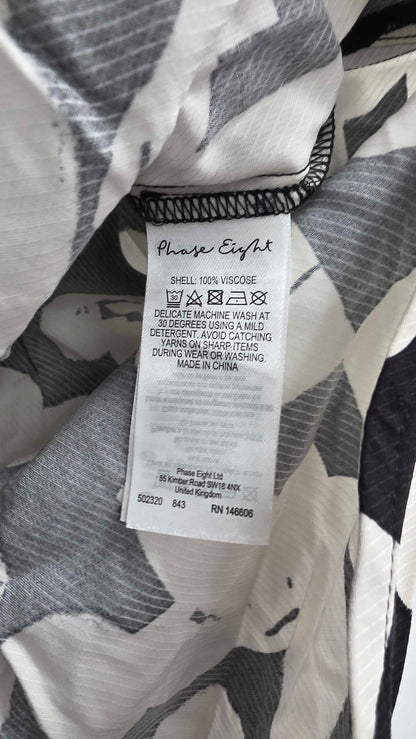 Phase Eight
SHELL: 100% VISCOSE
30
DELICATE MACHINE WASH AT
30 DEGREES USING A MILD
DETERGENT. AVOID CATCHING
YARNS ON SHARP ITEMS
DURING WEAR OR WASHING.
MADE IN CHINA
Phase Eight Ltd
55 Kimber Road SW18 4NX
United Kingdom
502320 843 RN 146606